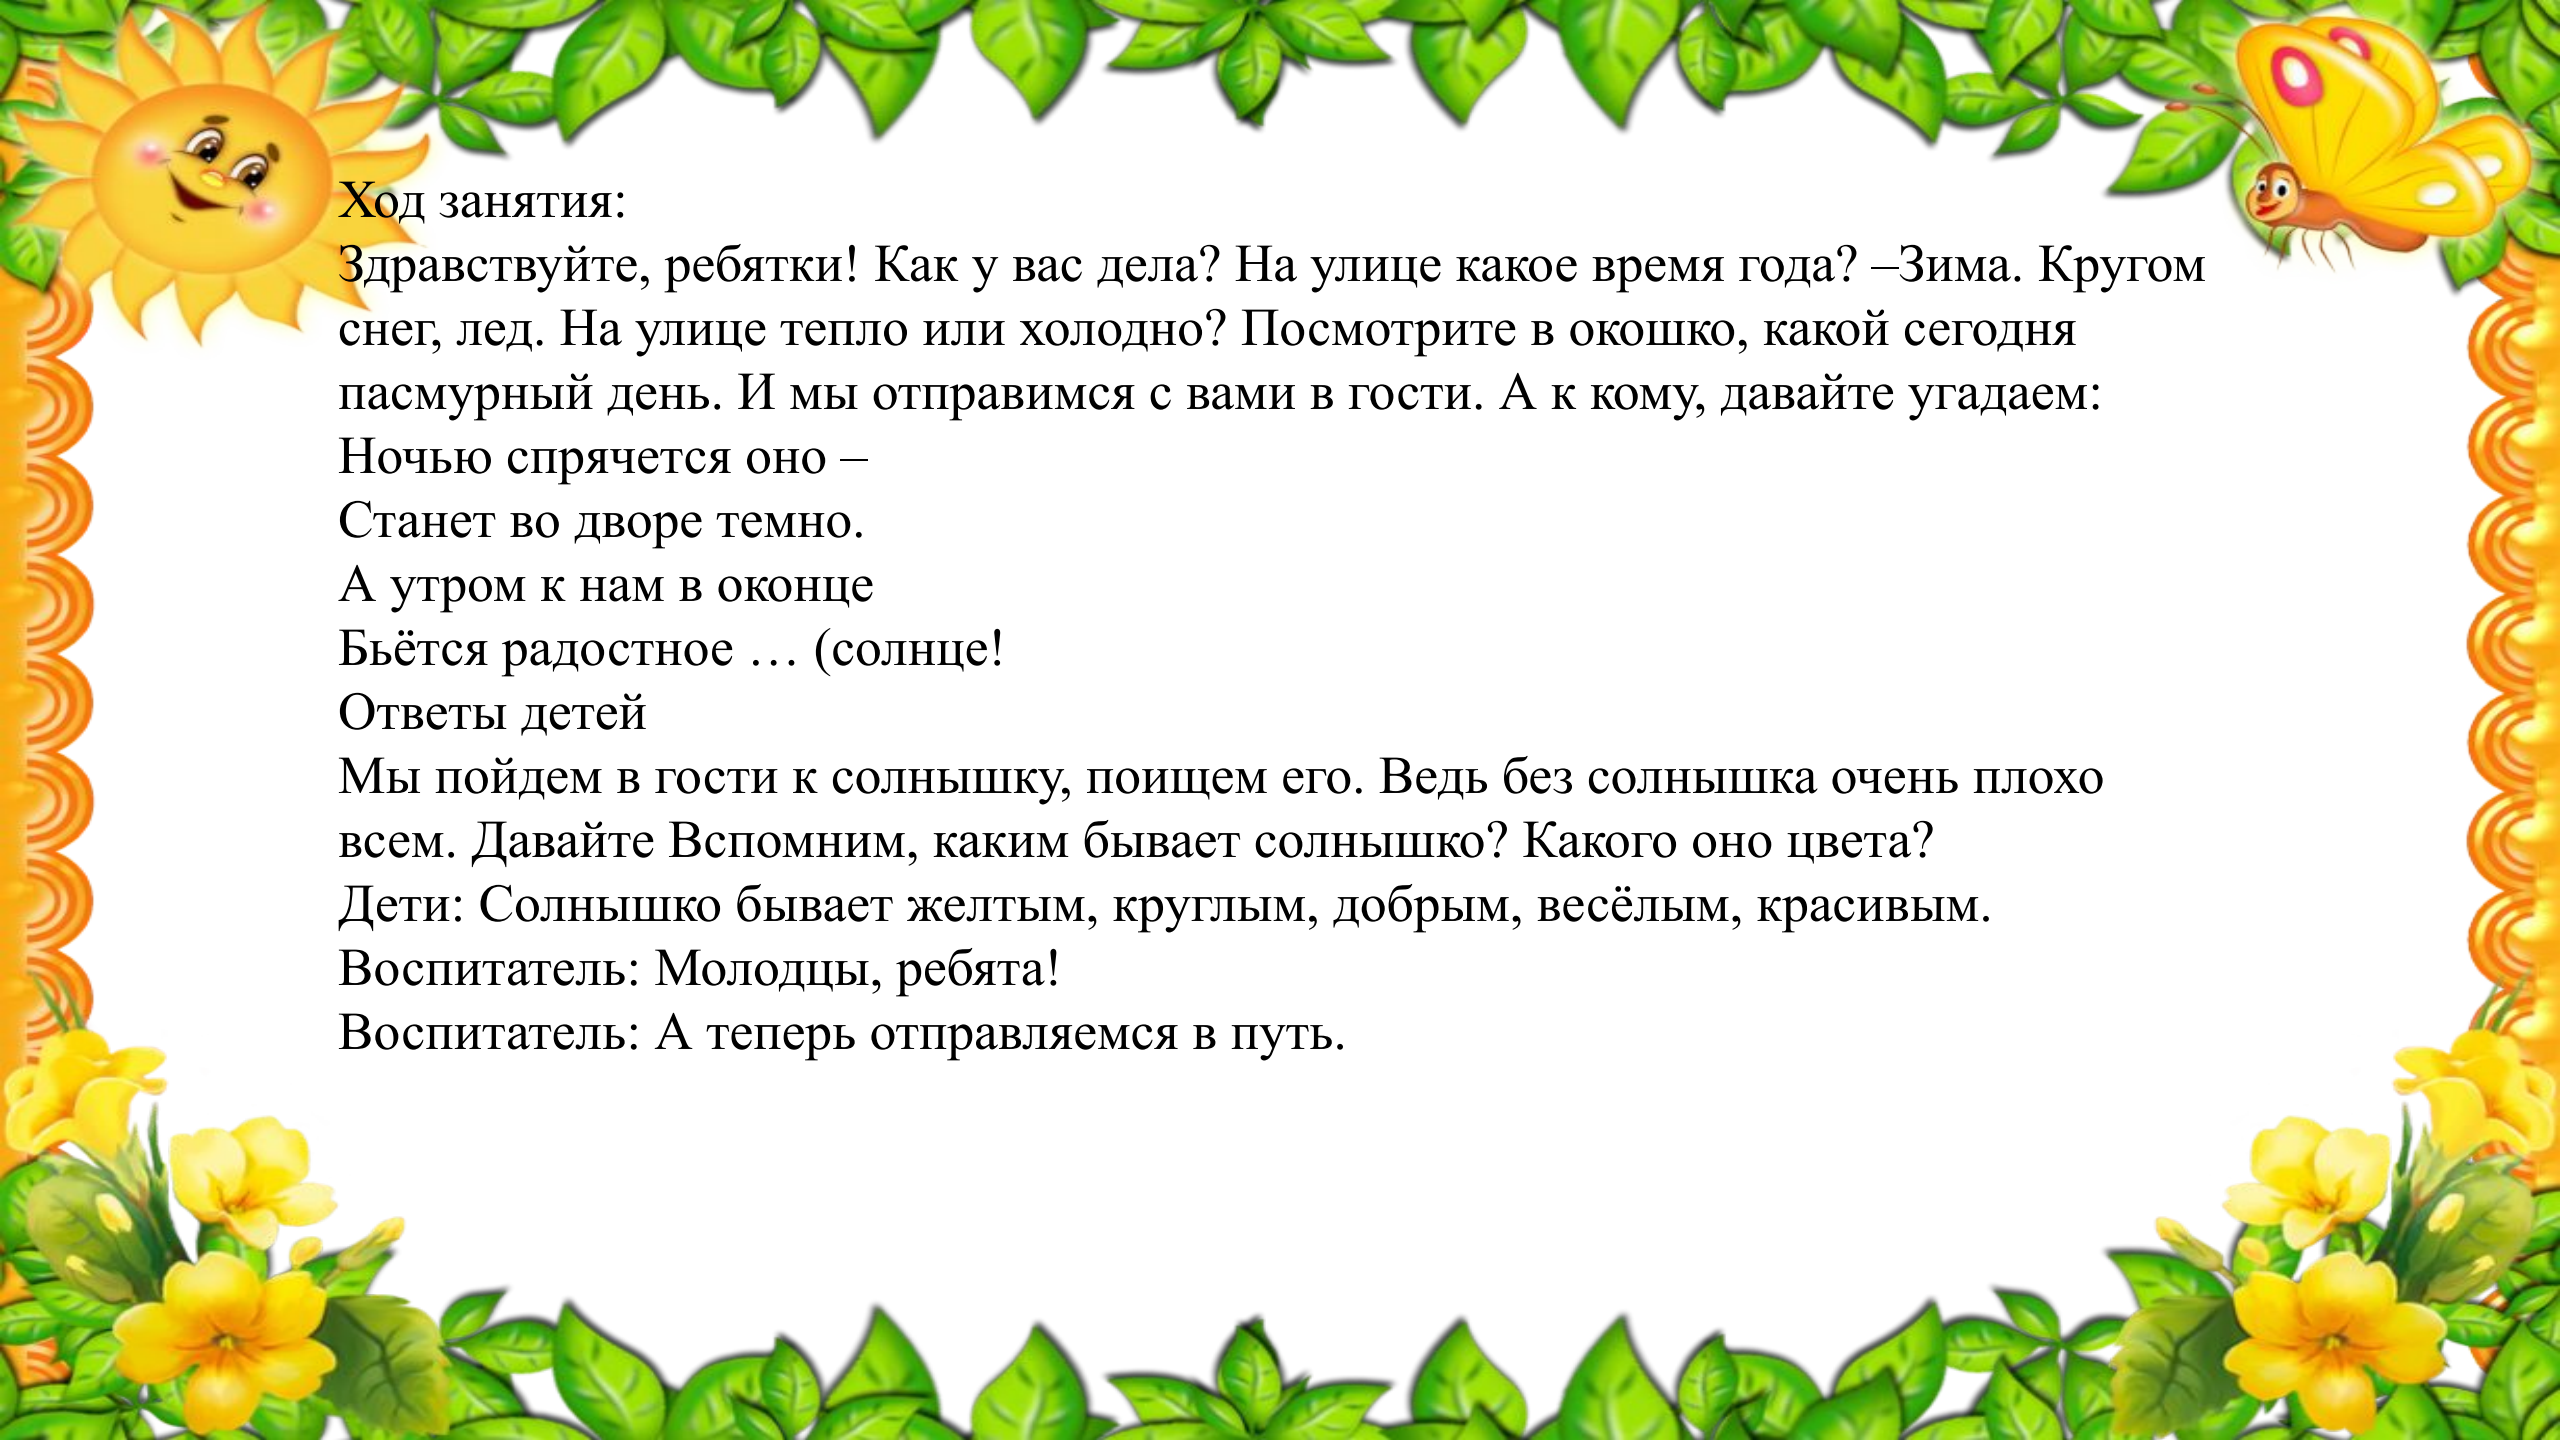 Ход занятия:
Здравствуйте, ребятки! Как у вас дела? На улице какое время года? –Зима. Кругом
снег, лед. На улице тепло или холодно? Посмотрите в окошко, какой сегодня
пасмурный день. И мы отправимся с вами в гости. А к кому, давайте угадаем:
Ночью спрячется оно –
Станет во дворе темно.
А утром к нам в оконце
Бьётся радостное … (солнце!
Ответы детей
Мы пойдем в гости к солнышку, поищем его. Ведь без солнышка очень плохо
всем. Давайте Вспомним, каким бывает солнышко? Какого оно цвета?
Дети: Солнышко бывает желтым, круглым, добрым, весёлым, красивым.
Воспитатель: Молодцы, ребята!
Воспитатель: А теперь отправляемся в путь.